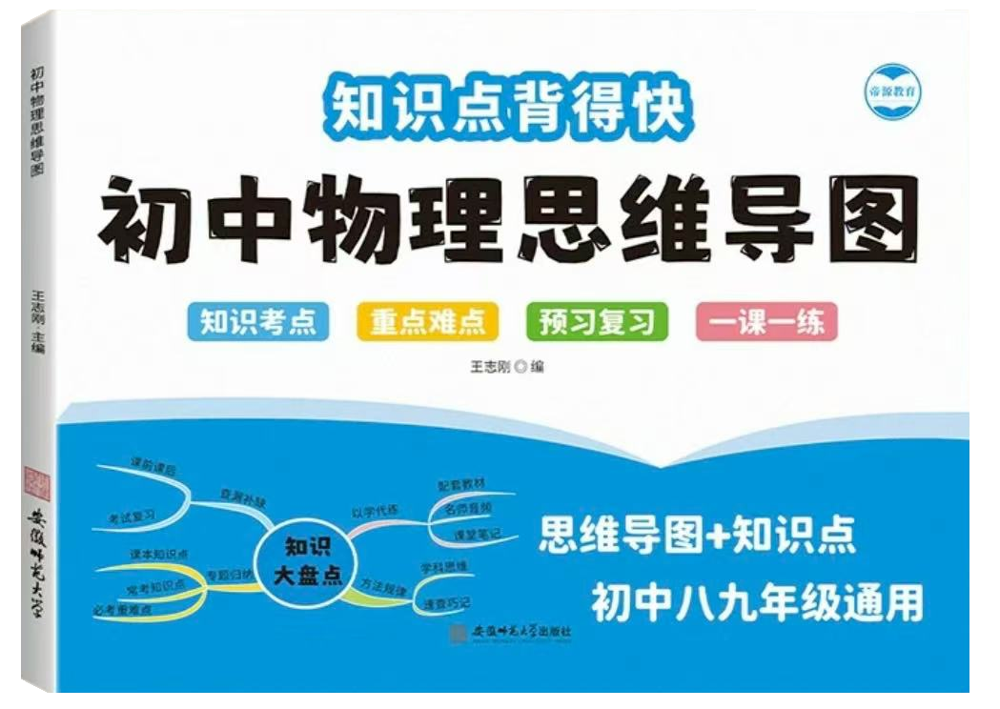 初中物理思维导图
王志刚·主编
安徽师范大学
帝源教育
知识点背得快
初中物理思维导图
知识考点 重点难点 预习复习 一课一练
王志刚◎编
课前课后
考试复习
查漏补缺
课本知识点
常考知识点
必考重难点
专题归纳
知识
大盘点
以学代练
配套教材
名师音频
课堂笔记
方法规律
学科思维
速查巧记
思维导图+知识点
初中八九年级通用
安徽师范大学出版社